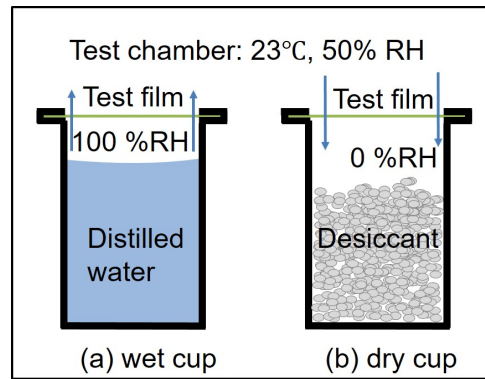 Test chamber: 23℃, 50% RH
Test film
Test film
100 %RH
0 %RH
Distilled
water
Desiccant
(a) wet cup
(b) dry cup